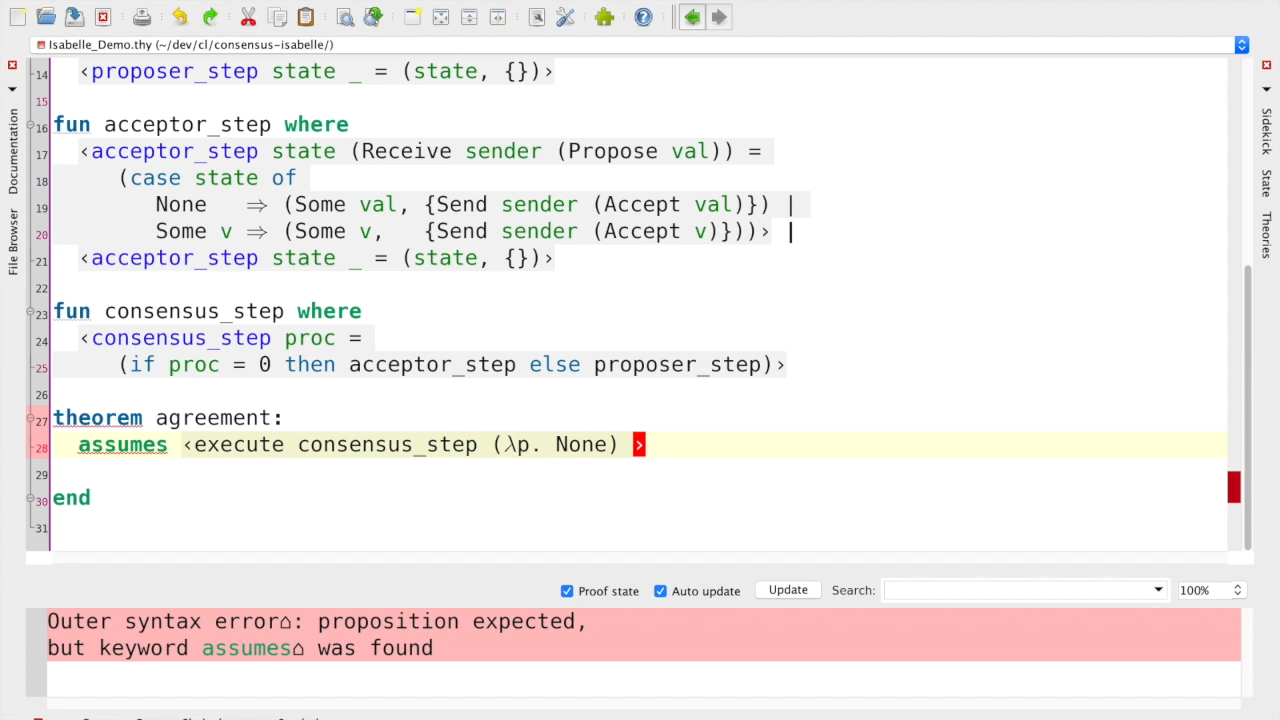 Isabelle_Demo.thy (~/dev/cl/consensus-isabelle/)
14 ‹proposer_step state _ = (state, {})›
15
16 fun acceptor_step where
17 ‹acceptor_step state (Receive sender (Propose val)) =
18 (case state of
19 None ⇒ (Some val, {Send sender (Accept val)}) |
20 Some v ⇒ (Some v, {Send sender (Accept v)}))› |
21 ‹acceptor_step state _ = (state, {})›
22
23 fun consensus_step where
24 ‹consensus_step proc =
25 (if proc = 0 then acceptor_step else proposer_step)›
26
27 theorem agreement:
28 assumes ‹execute consensus_step (λp. None) ›
29
30 end
31
Documentation
File Browser
Sidekick
State
Theories
Proof state Auto update Update Search: 100%
Outer syntax error⌂: proposition expected,
but keyword assumes⌂ was found